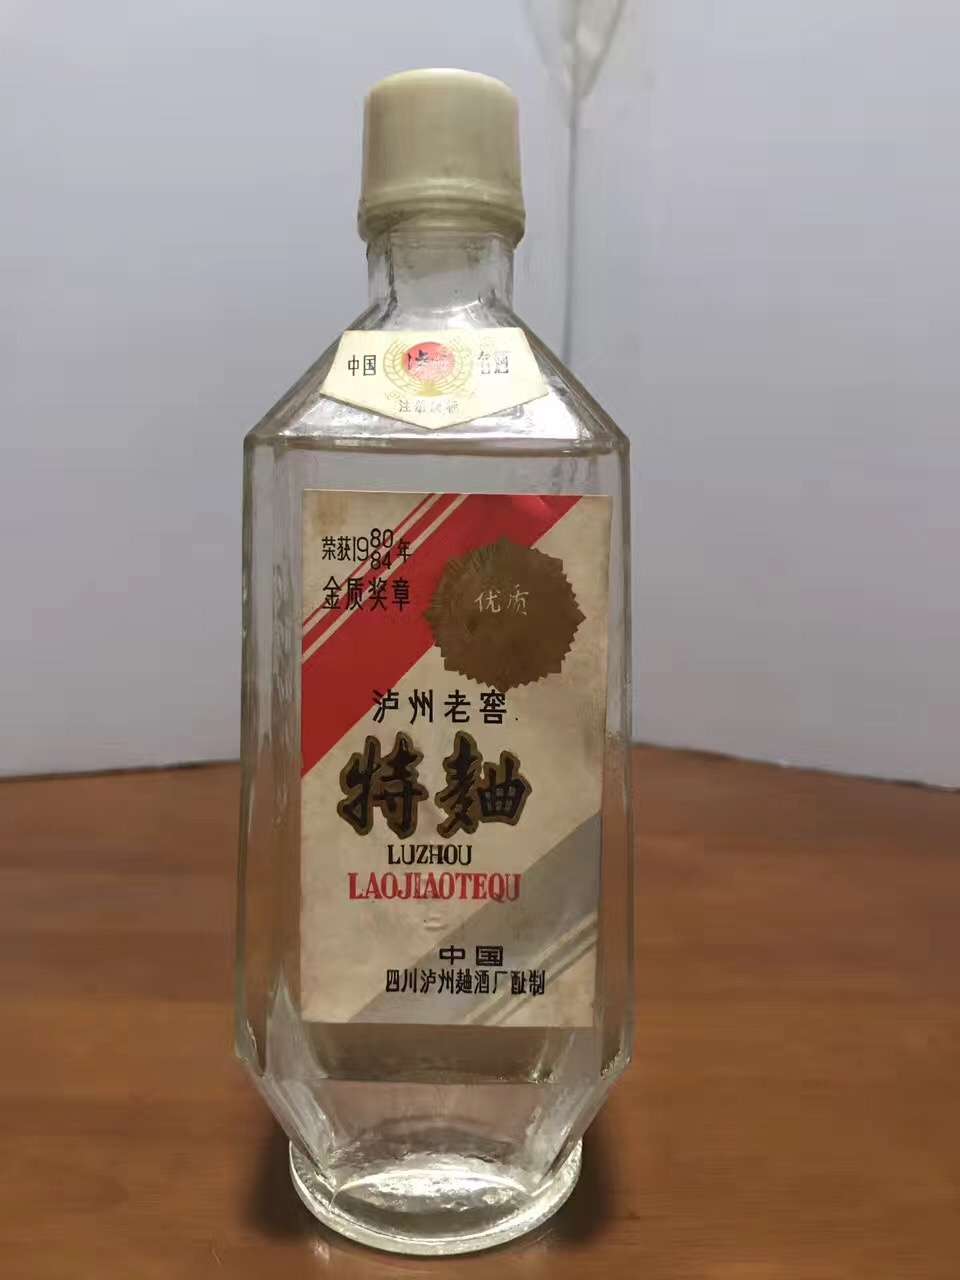 中国 泸州 名酒
注册商标
荣获1980 84年
金质奖章
优质
泸州老窖
特麯
LUZHOU
LAOJIAOTEQU
中国
四川泸州麯酒厂酝制